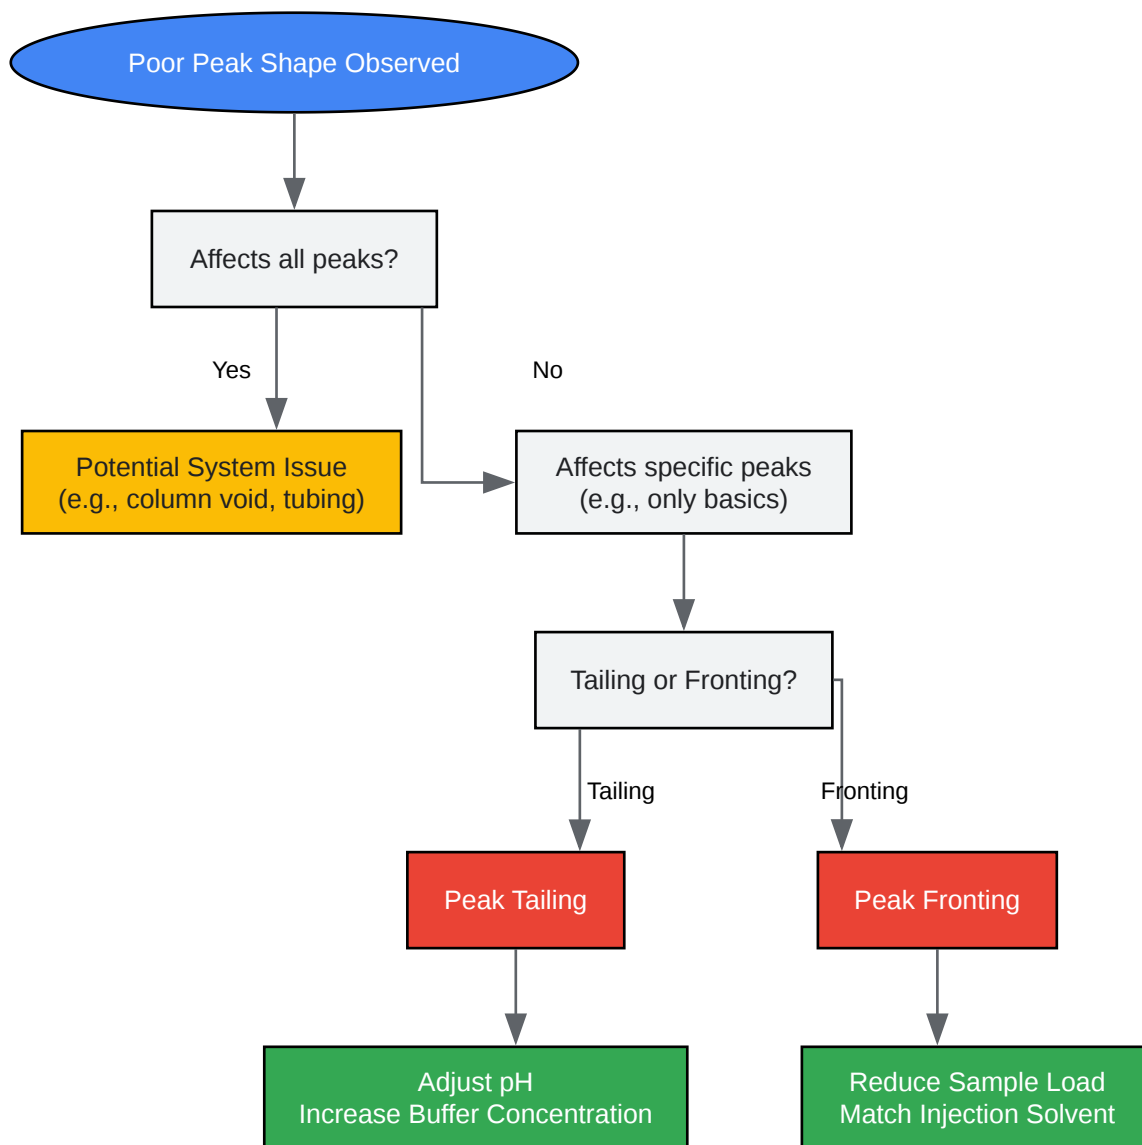 Poor Peak Shape Observed
Affects all peaks?
Yes
No
Potential System Issue
(e.g., column void, tubing)
Affects specific peaks
(e.g., only basics)
Tailing or Fronting?
Tailing
Fronting
Peak Tailing
Peak Fronting
Adjust pH
Increase Buffer Concentration
Reduce Sample Load
Match Injection Solvent